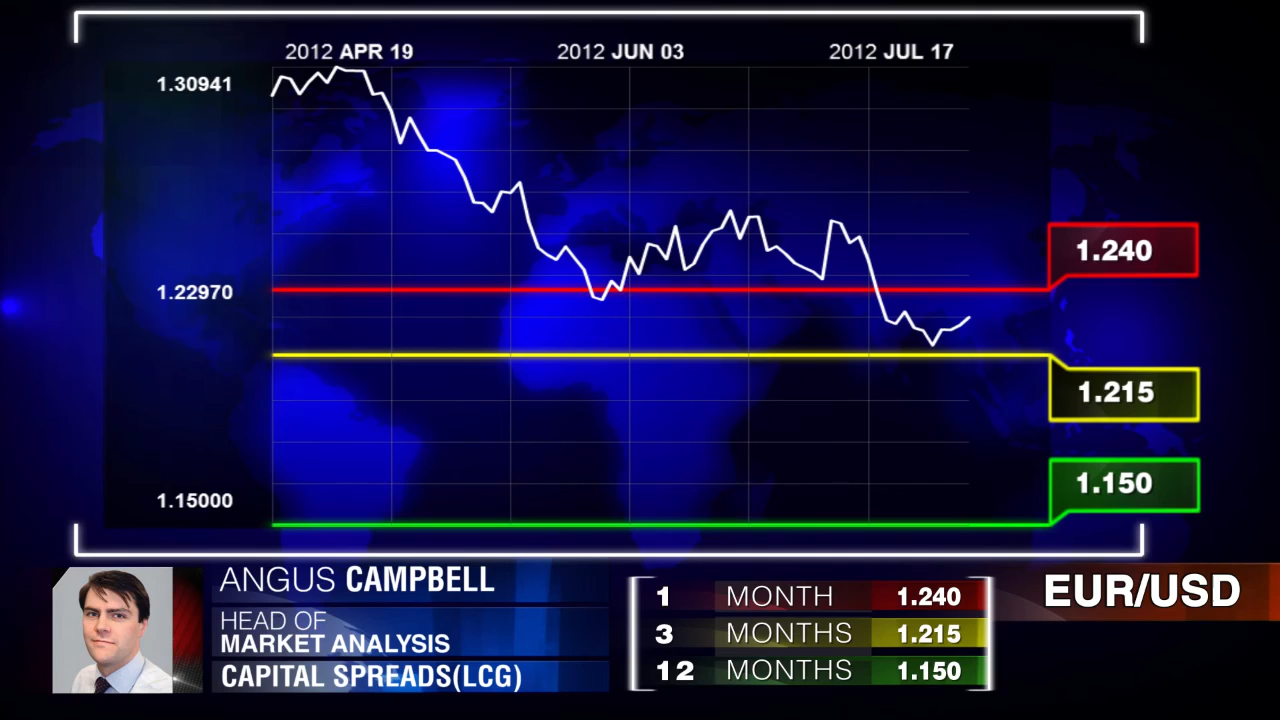 2012 APR 19
2012 JUN 03
2012 JUL 17
1.30941
1.22970
1.15000
1.240
1.215
1.150
ANGUS CAMPBELL
HEAD OF
MARKET ANALYSIS
CAPITAL SPREADS(LCG)
1 MONTH 1.240
3 MONTHS 1.215
12 MONTHS 1.150
EUR/USD